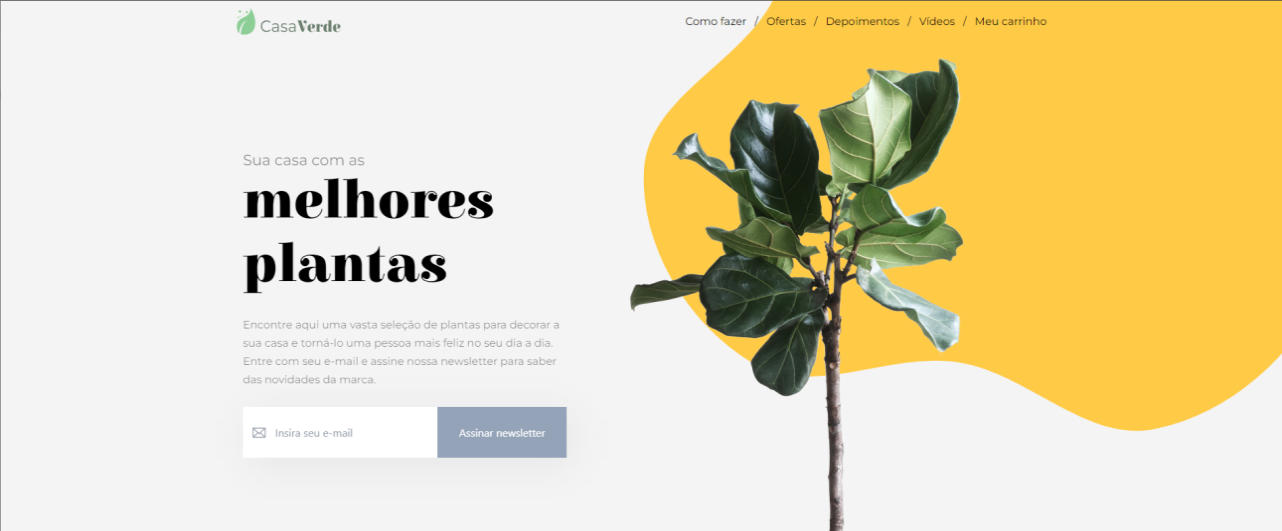 CasaVerde
Como fazer / Ofertas / Depoimentos / Vídeos / Meu carrinho
Sua casa com as
melhores
plantas
Encontre aqui uma vasta seleção de plantas para decorar a
sua casa e torná-lo uma pessoa mais feliz no seu dia a dia.
Entre com seu e-mail e assine nossa newsletter para saber
das novidades da marca.
Insira seu e-mail
Assinar newsletter